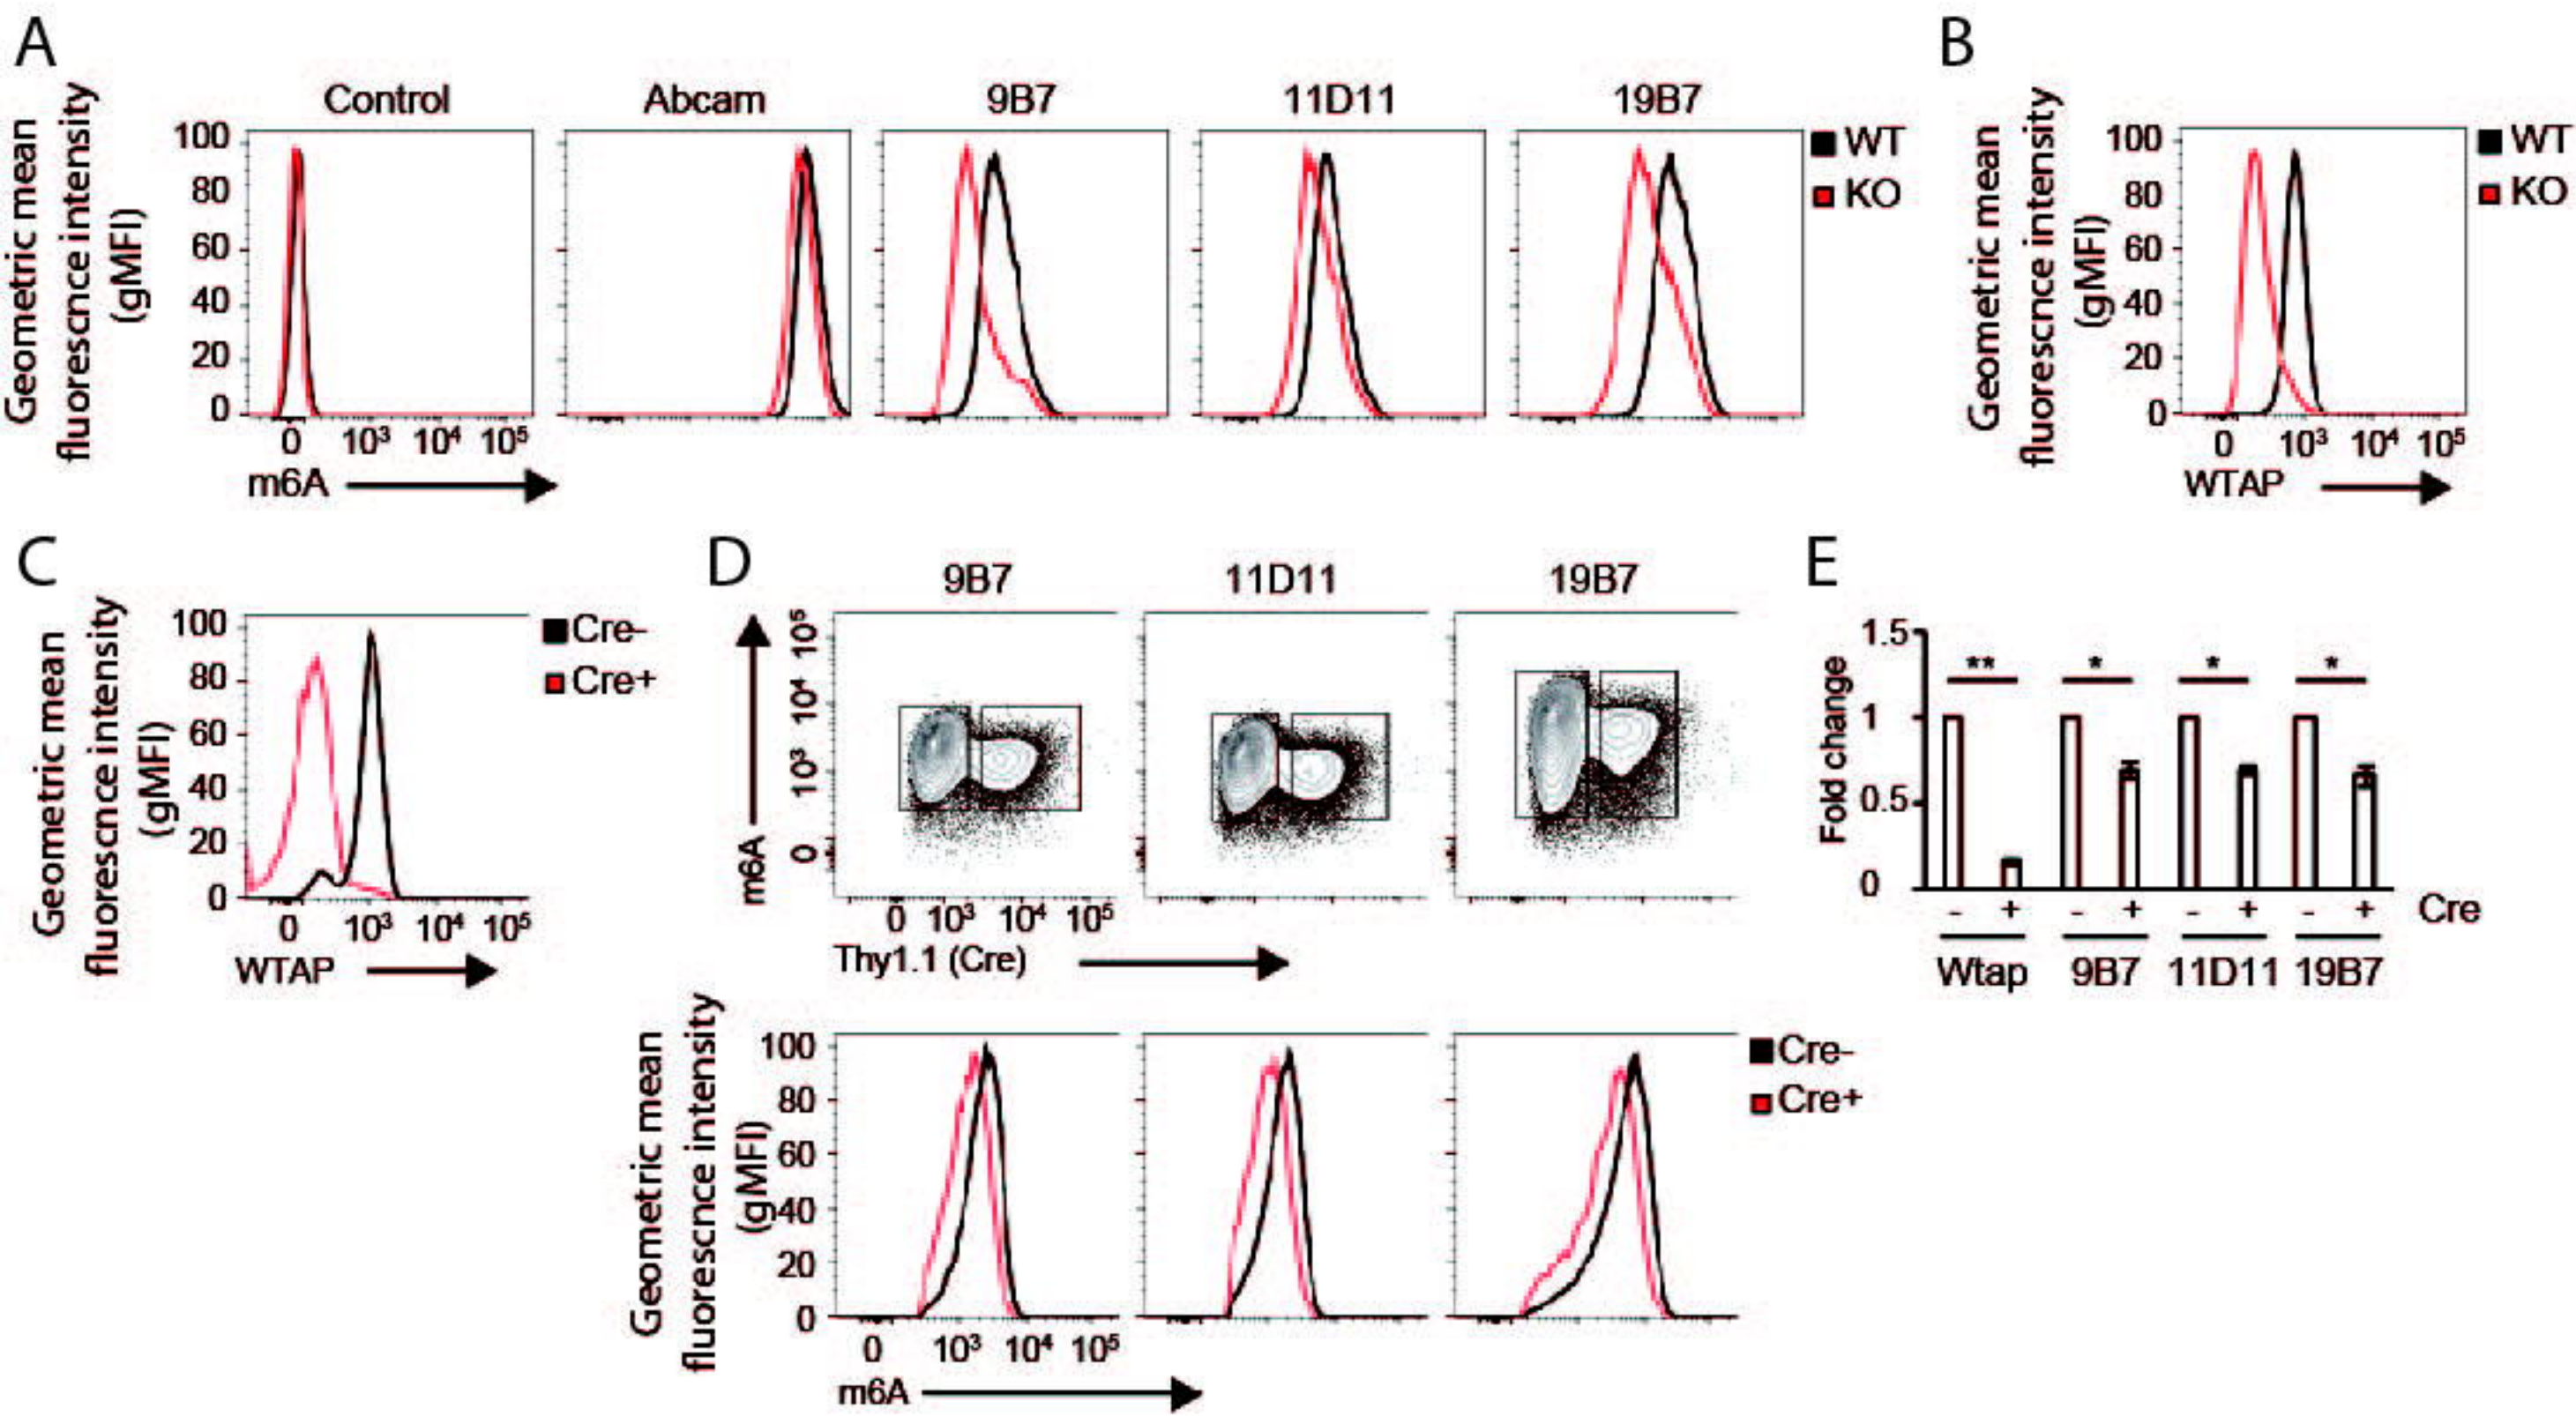 A
Geometric mean
fluorescnce intensity
(gMFI)
Control
Abcam
9B7
11D11
19B7
100
80
60
40
20
0
0 10³ 10⁴ 10⁵
m6A
WT
KO
B
Geometric mean
fluorescnce intensity
(gMFI)
100
80
60
40
20
0
0 10³ 10⁴ 10⁵
WTAP
WT
KO
C
Geometric mean
fluorescnce intensity
(gMFI)
100
80
60
40
20
0
0 10³ 10⁴ 10⁵
WTAP
Cre-
Cre+
D
9B7
11D11
19B7
m6A
10⁵
10⁴
10³
0
0 10³ 10⁴ 10⁵
Thy1.1 (Cre)
Geometric mean
fluorescnce intensity
(gMFI)
100
80
60
40
20
0
0 10³ 10⁴ 10⁵
m6A
Cre-
Cre+
E
Fold change
1.5
1
0.5
0
** * * *
- + - + - + - + Cre
Wtap 9B7 11D11 19B7